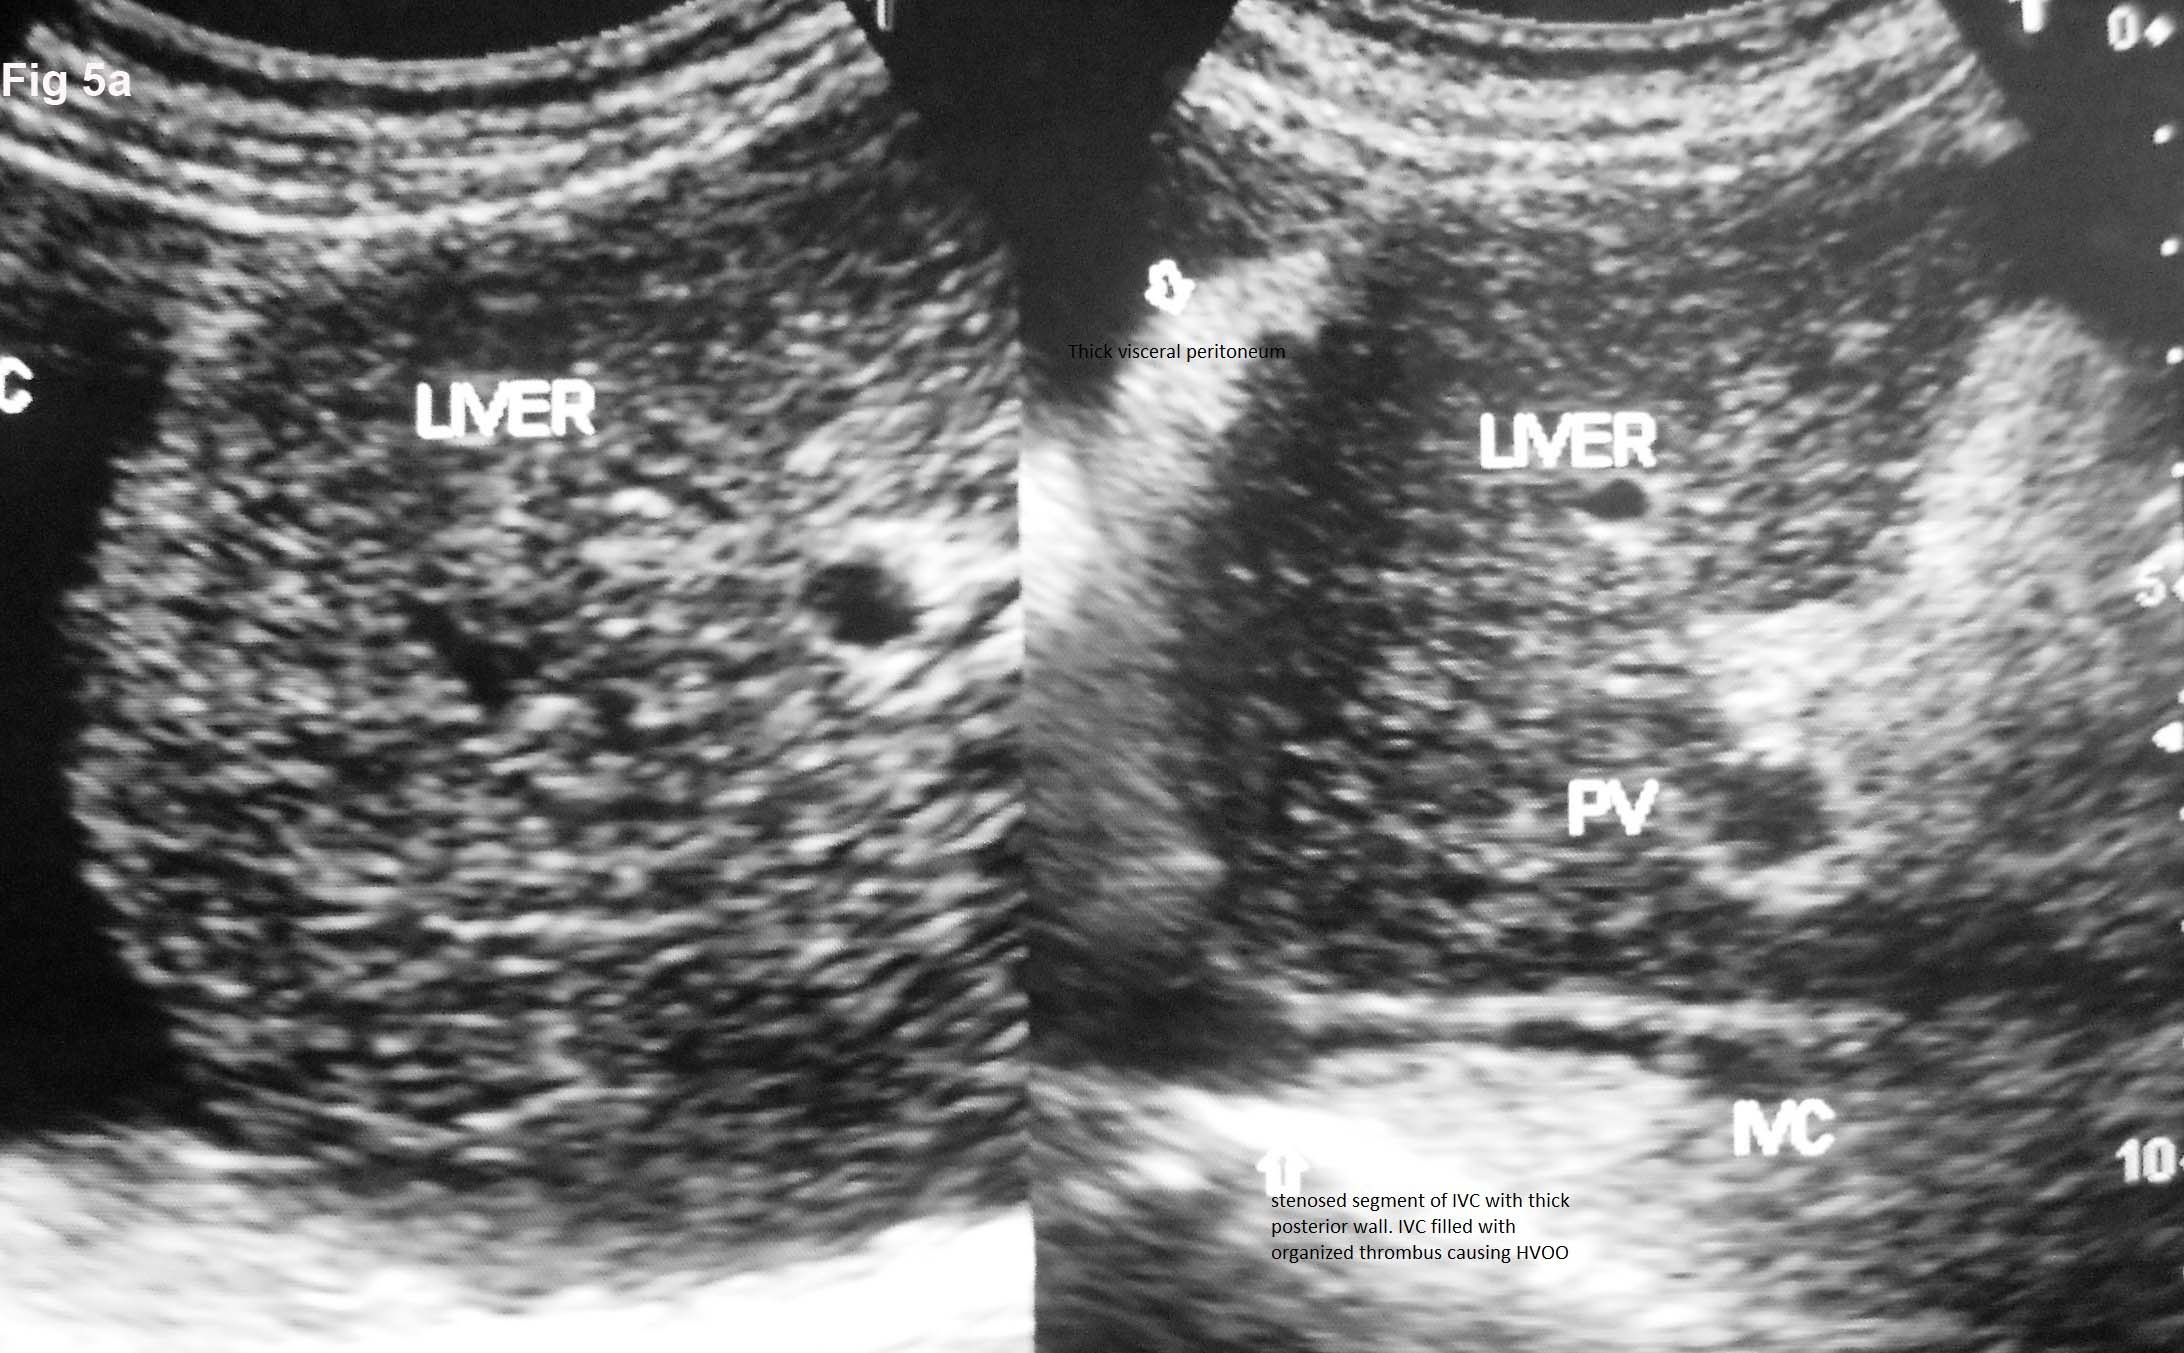 Fig 5a
C
LIVER
Thick visceral peritoneum
LIVER
PV
IVC
stenosed segment of IVC with thick
posterior wall. IVC filled with
organized thrombus causing HVOO
0
5
10